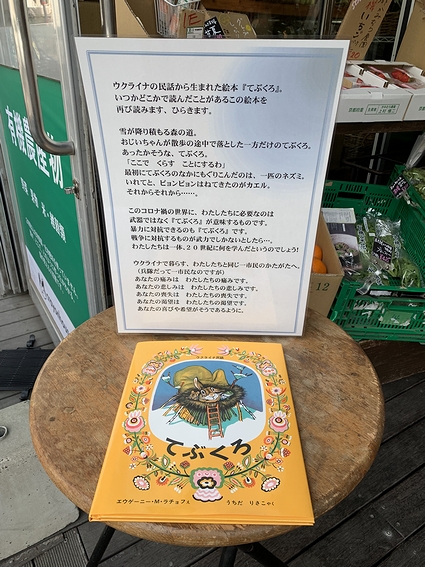 ウクライナの民話から生まれた絵本『てぶくろ』。
いつかどこかで読んだことがあるこの絵本を
再び読みます、ひらきます。
雪が降り積もる森の道。
おじいちゃんが散歩の途中で落とした一方だけのてぶくろ。
あったかそうな、てぶくろ。
「ここで　くらす　ことにするわ」
最初にてぶくろのなかにもぐりこんだのは、一匹のネズミ。
いれてと、ピョンピョンはねてきたのがカエル。
それからそれから……。
このコロナ禍の世界に、わたしたちに必要なのは
武器ではなく『てぶくろ』が意味するものです。
暴力に対抗できるのも『てぶくろ』です。
戦争に対抗するものが武力でしかないとしたら…。
わたしたちは一体、20世紀に何を学んだというのでしょう!
ウクライナで暮らす、わたしたちと同じ一市民のかたがたへ。
（兵隊だって一市民なのですが）
あなたの痛みは　わたしたちの痛みです。
あなたの悲しみは　わたしたちの悲しみです。
あなたの喪失は　わたしたちの喪失です。
あなたの渇望は　わたしたちの渇望です。
あなたの喜びや希望がそうであるように。
ウクライナ民話
てぶくろ
エウゲーニー・M・ラチョフ え
うちだ りさこ やく
有機農産物
12